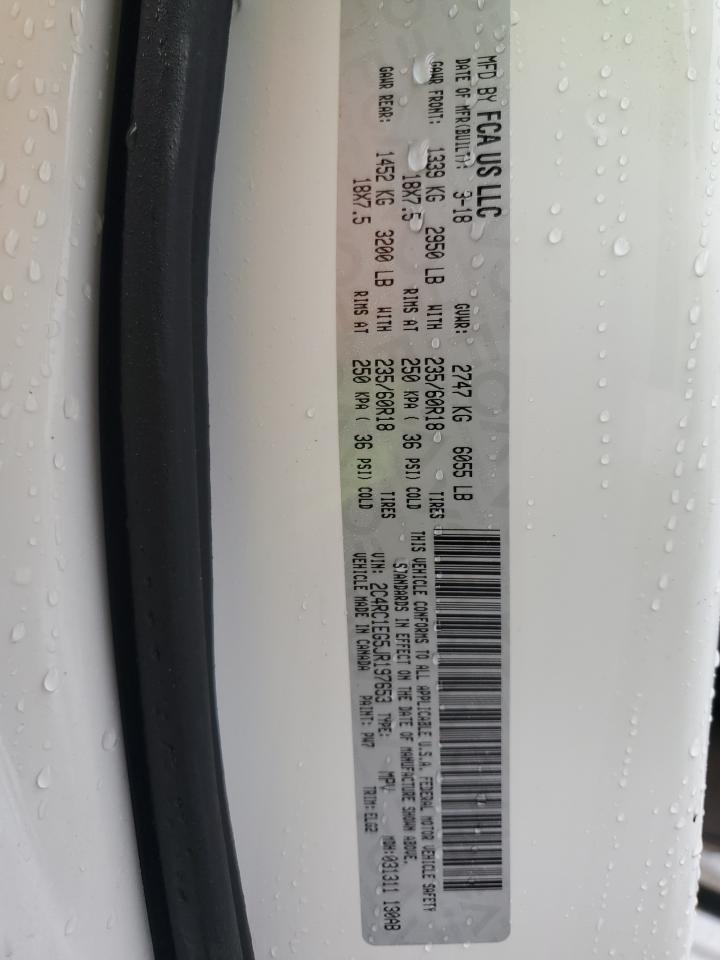 MFD BY FCA US LLC
DATE OF MFR(BUILT): 3-18 GVWR: 2747 KG 6055 LB
GAWR FRONT: 1339 KG 2950 LB WITH 235/60R18 TIRES
18X7.5 RIMS AT 250 KPA ( 36 PSI) COLD
GAWR REAR: 1452 KG 3200 LB WITH 235/60R18 TIRES
18X7.5 RIMS AT 250 KPA ( 36 PSI) COLD
THIS VEHICLE CONFORMS TO ALL APPLICABLE U.S.A. FEDERAL MOTOR VEHICLE SAFETY
STANDARDS IN EFFECT ON THE DATE OF MANUFACTURE SHOWN ABOVE.
VIN: 2C4RC1EG5JR197653 TYPE: MPV MDH:031311 130AB
VEHICLE MADE IN CANADA PAINT: PW7 TRIM:ELG2